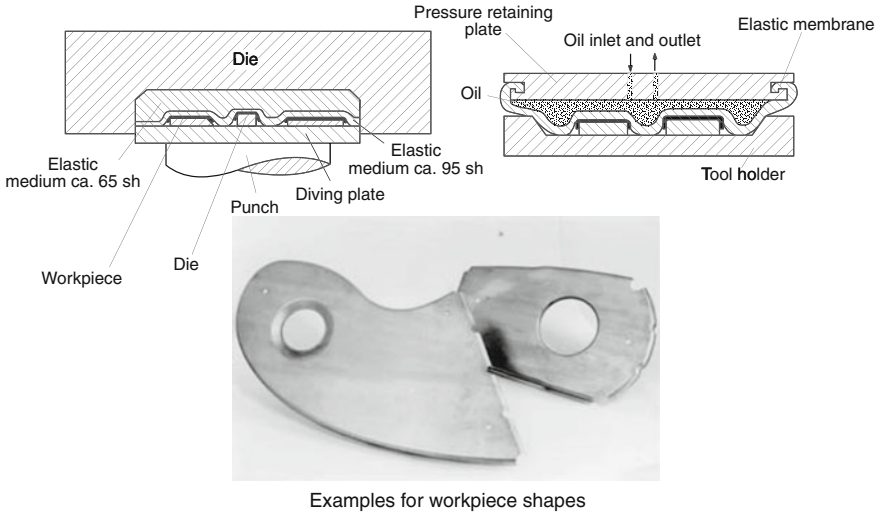 Die
Elastic
medium ca. 65 sh
Elastic
medium ca. 95 sh
Diving plate
Punch
Die
Workpiece
Pressure retaining
plate
Oil inlet and outlet
Elastic membrane
Oil
Tool holder
Examples for workpiece shapes